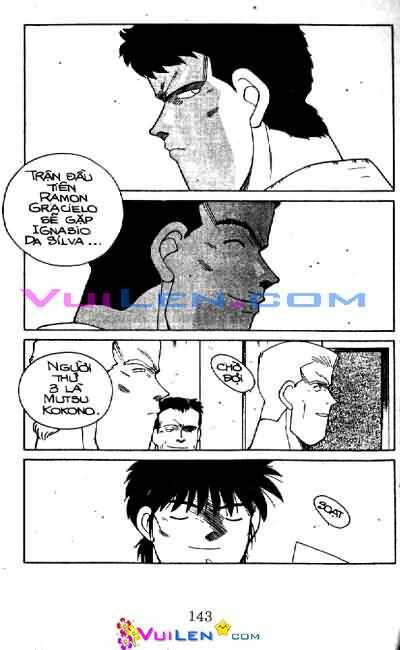 TRẬN ĐẤU
TIÊN
RAMON
GRACIELO
SẼ GẶP
IGNASIO
DA SILVA...
VUILEN.COM
NGƯỜI
THỨ
3 LÀ
MUTSU
KOKONO.
CHỜ
ĐỢI
SOẠT
143
VUILEN.COM